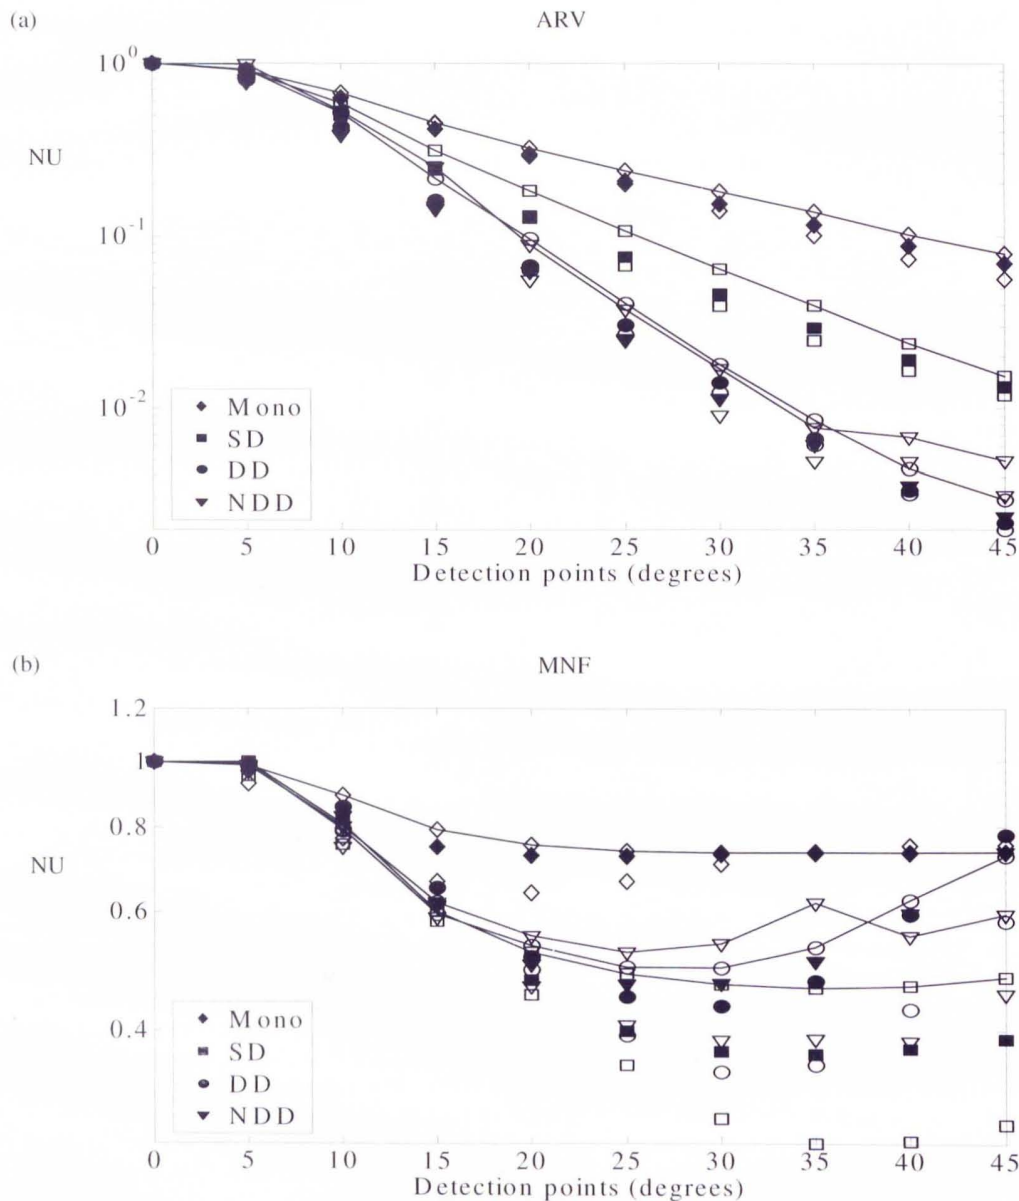 (a)
ARV
10^0
NU
10^-1
10^-2
Mono
SD
DD
NDD
0 5 10 15 20 25 30 35 40 45
Detection points (degrees)
(b)
MNF
1.2
1
0.8
NU
0.6
0.4
Mono
SD
DD
NDD
0 5 10 15 20 25 30 35 40 45
Detection points (degrees)